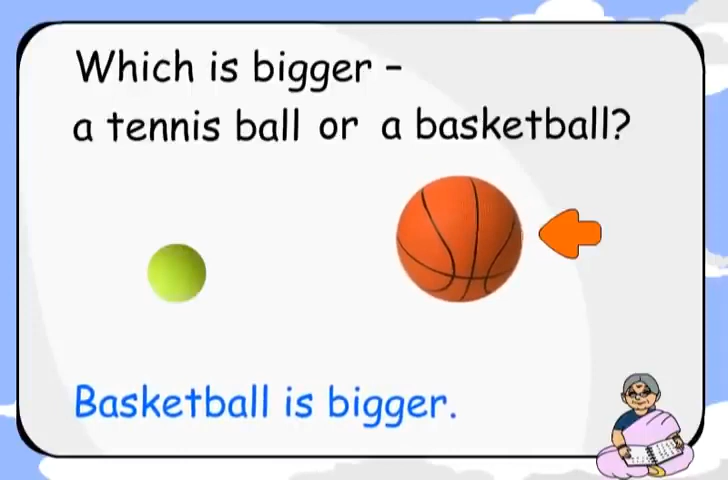 Which is bigger –
a tennis ball or a basketball?
Basketball is bigger.